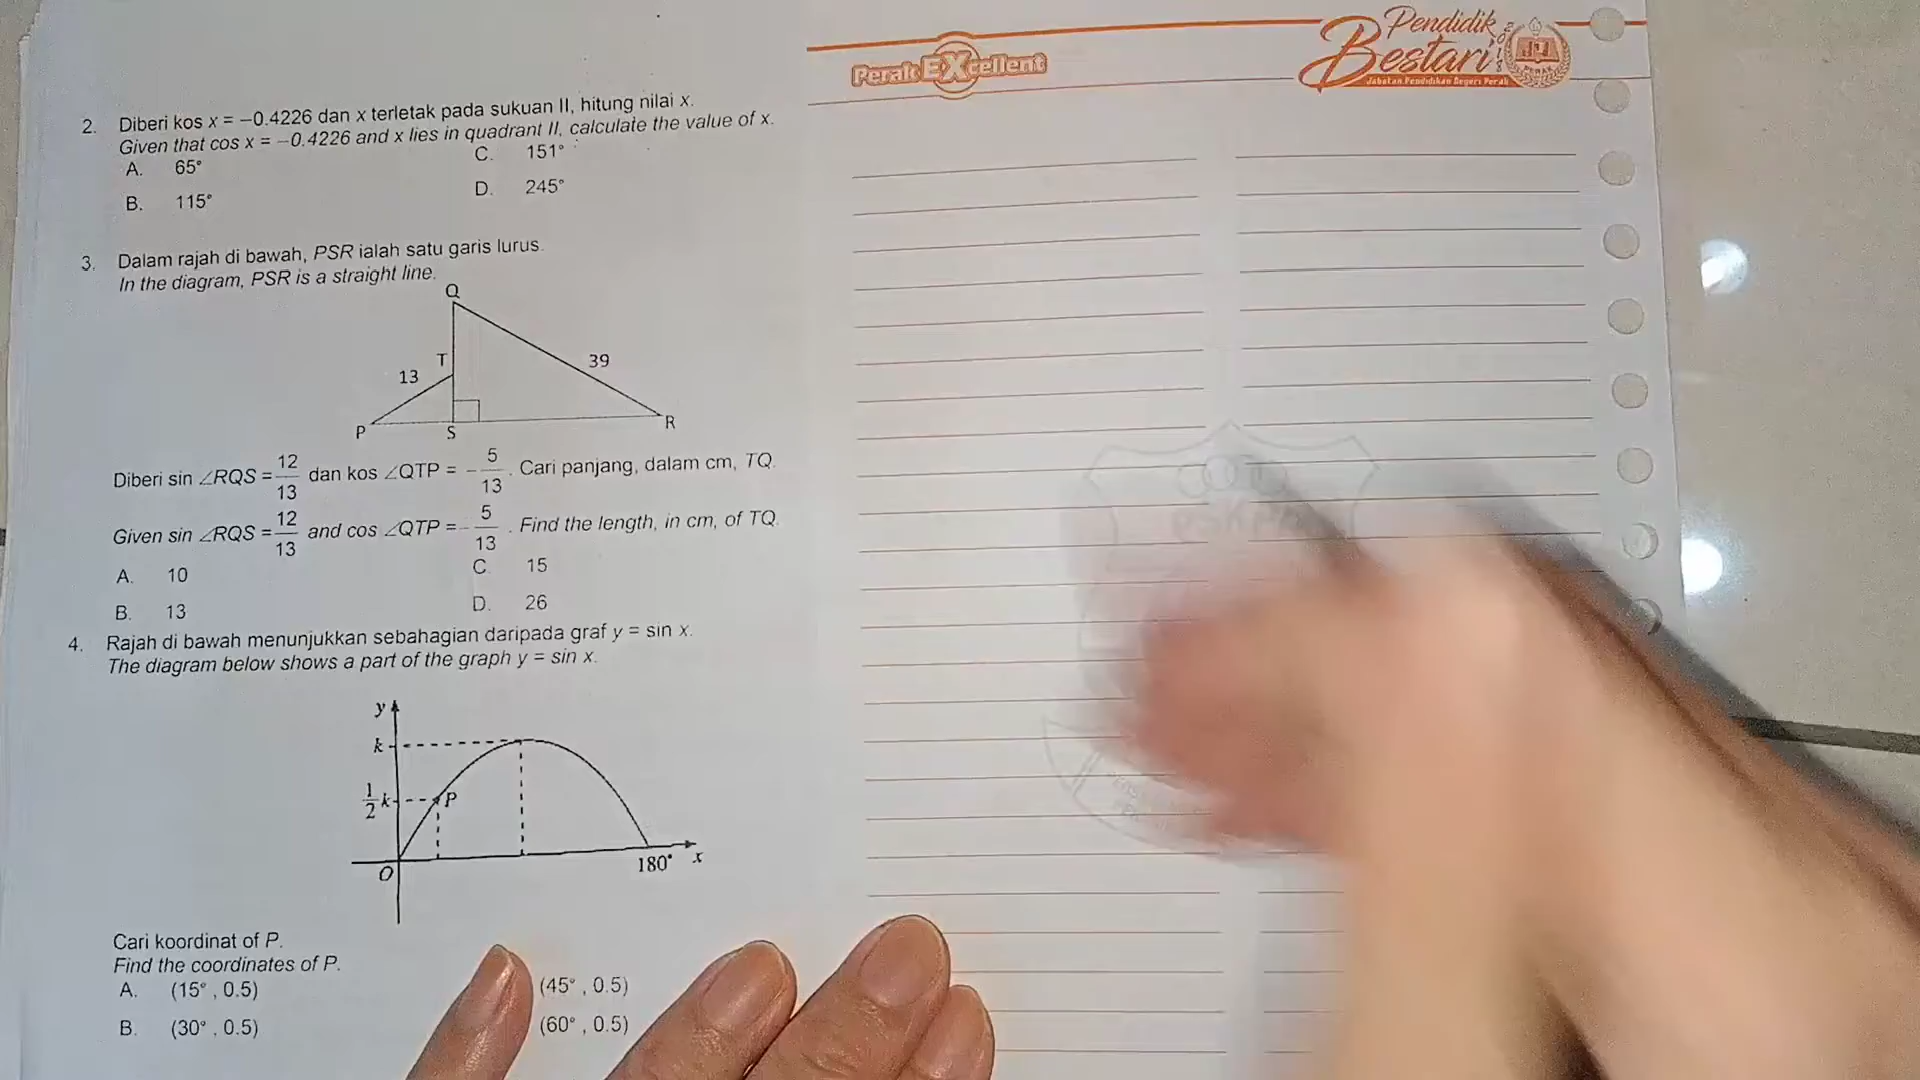 Perak EXcellent
Pendidik
Bestari
Jabatan Pendidikan Negeri Perak
2. Diberi kos x = −0.4226 dan x terletak pada sukuan II, hitung nilai x.
Given that cos x = −0.4226 and x lies in quadrant II, calculate the value of x.
A. 65° C. 151°
B. 115° D. 245°
3. Dalam rajah di bawah, PSR ialah satu garis lurus.
In the diagram, PSR is a straight line.
Q
T
39
13
P S R
Diberi sin ∠RQS = 12/13 dan kos ∠QTP = −5/13. Cari panjang, dalam cm, TQ.
Given sin ∠RQS = 12/13 and cos ∠QTP = −5/13. Find the length, in cm, of TQ.
A. 10 C. 15
B. 13 D. 26
4. Rajah di bawah menunjukkan sebahagian daripada graf y = sin x.
The diagram below shows a part of the graph y = sin x.
y
k
1/2 k P
O 180° x
Cari koordinat of P.
Find the coordinates of P.
A. (15° , 0.5) (45° , 0.5)
B. (30° , 0.5) (60° , 0.5)